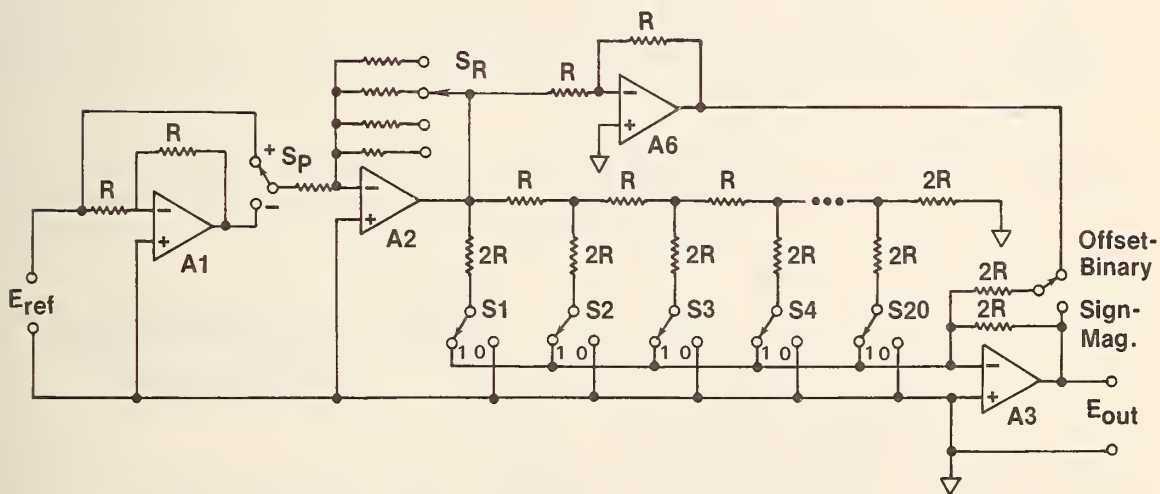 R
S_R
R
R
+
S_P
−
+
A6
R
−
+
A1
−
+
A2
R
R
R
2R
2R
2R
2R
2R
2R
Offset-
Binary
2R
E_ref
S1
S2
S3
S4
S20
2R
Sign-
Mag.
1 0
1 0
1 0
1 0
1 0
−
+
A3
E_out
−